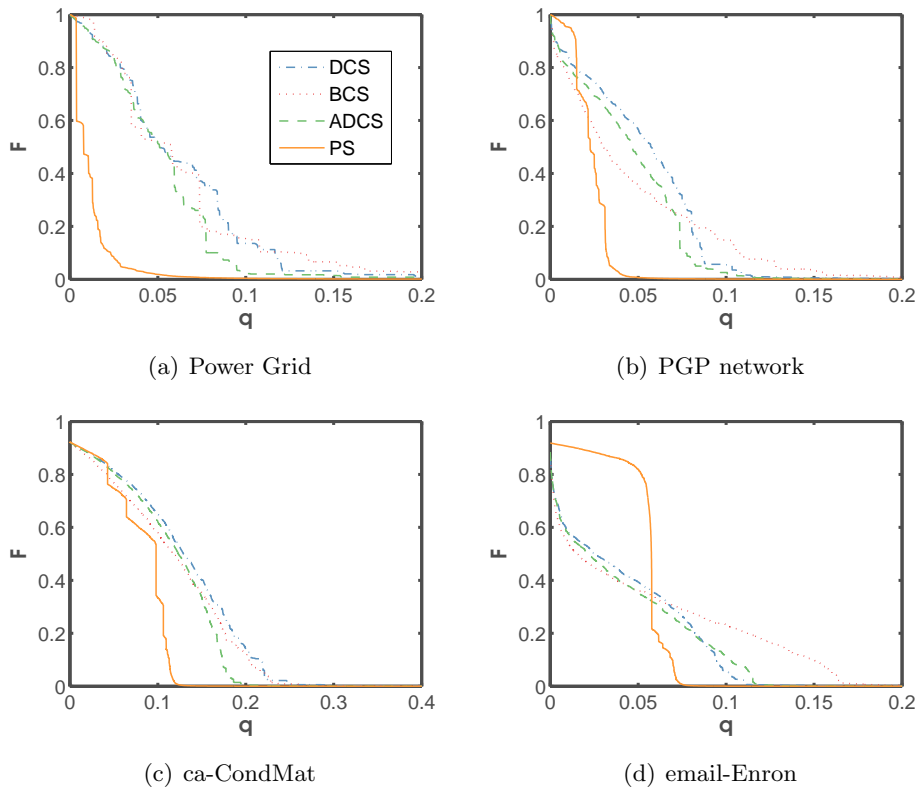 1
0.8
0.6
0.4
0.2
0
F
0 0.05 0.1 0.15 0.2
q
DCS
BCS
ADCS
PS
(a) Power Grid
1
0.8
0.6
0.4
0.2
0
F
0 0.05 0.1 0.15 0.2
q
(b) PGP network
1
0.8
0.6
0.4
0.2
0
F
0 0.1 0.2 0.3 0.4
q
(c) ca-CondMat
1
0.8
0.6
0.4
0.2
0
F
0 0.05 0.1 0.15 0.2
q
(d) email-Enron